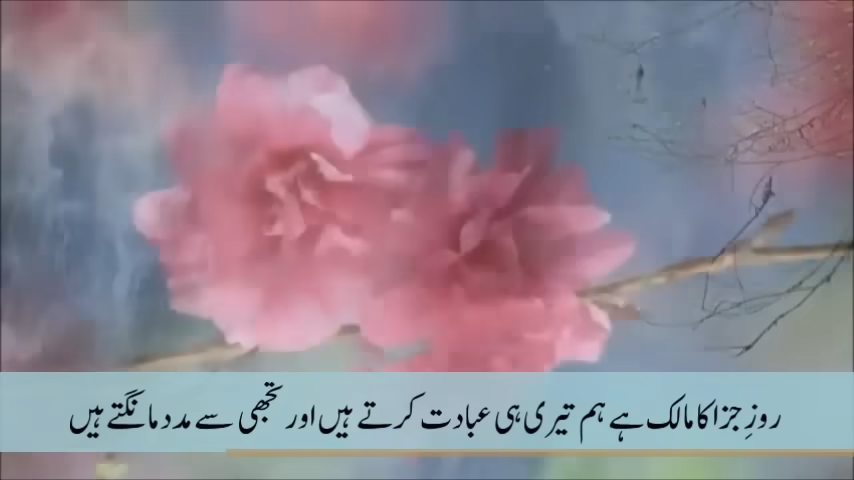 روزِ جزا کا مالک ہے ہم تیری ہی عبادت کرتے ہیں اور تجھی سے مدد مانگتے ہیں